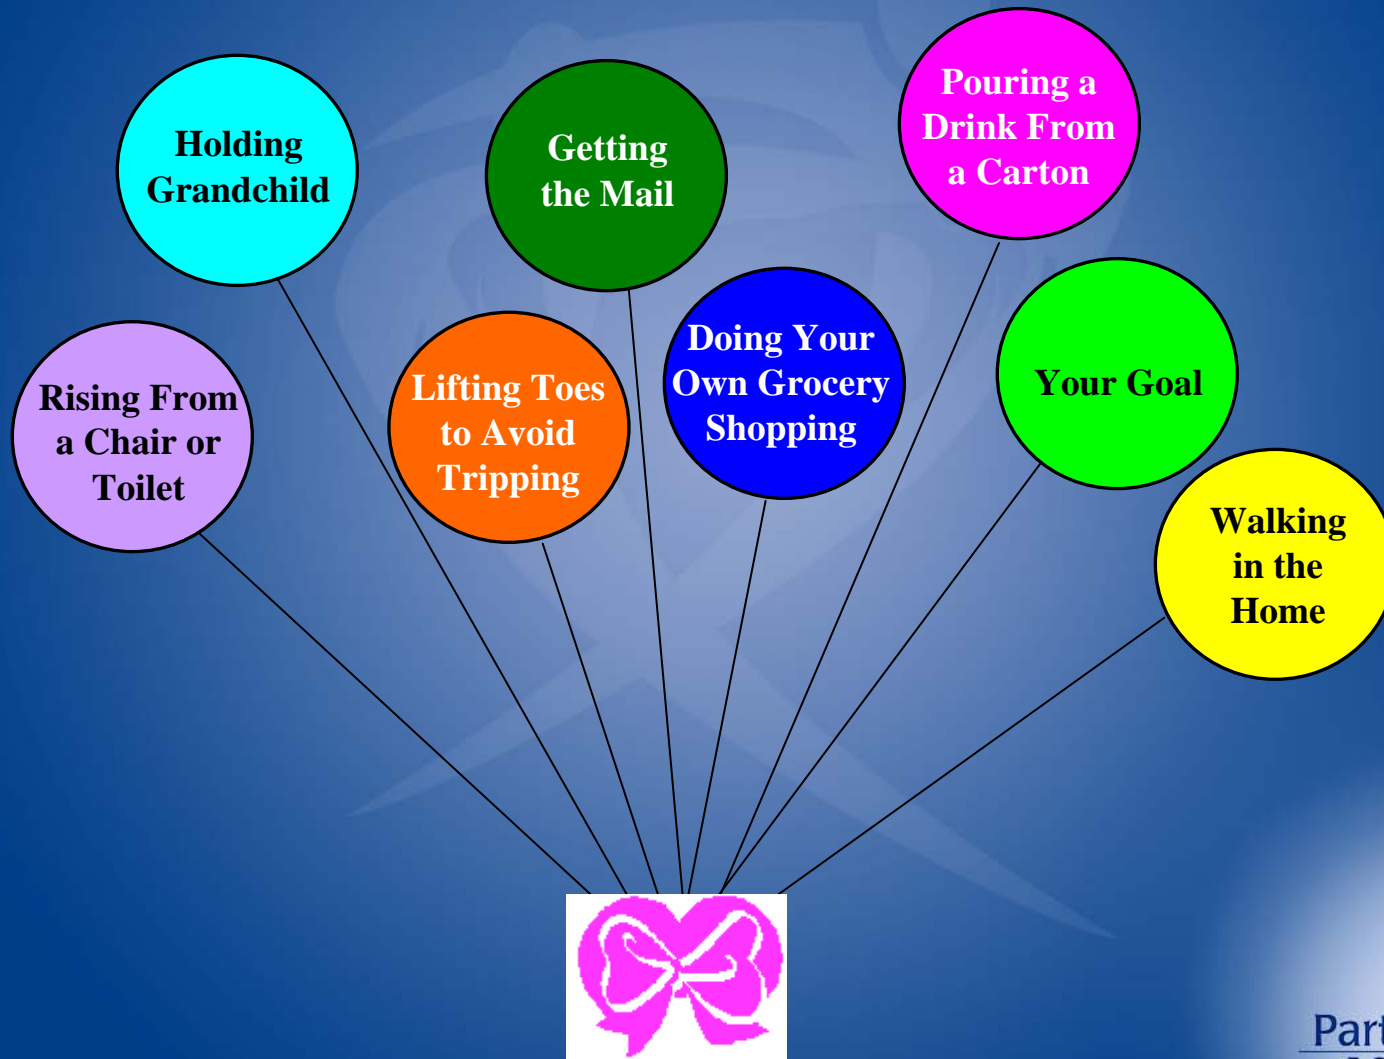 Holding
Grandchild
Getting
the Mail
Pouring a
Drink From
a Carton
Rising From
a Chair or
Toilet
Lifting Toes
to Avoid
Tripping
Doing Your
Own Grocery
Shopping
Your Goal
Walking
in the
Home
Part